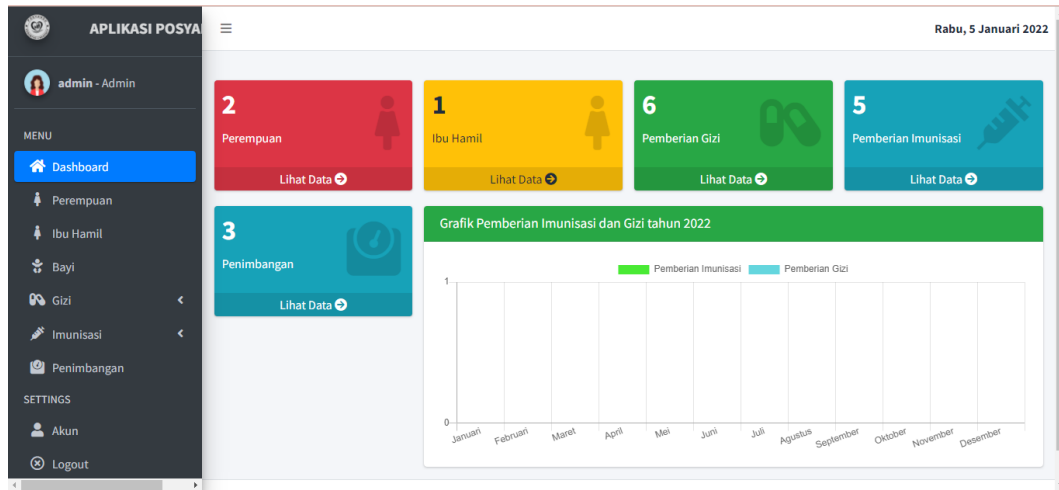 APLIKASI POSYA
Rabu, 5 Januari 2022
admin - Admin
MENU
Dashboard
Perempuan
Ibu Hamil
Bayi
Gizi
Imunisasi
Penimbangan
SETTINGS
Akun
Logout
2
Perempuan
Lihat Data
1
Ibu Hamil
Lihat Data
6
Pemberian Gizi
Lihat Data
5
Pemberian Imunisasi
Lihat Data
3
Penimbangan
Lihat Data
Grafik Pemberian Imunisasi dan Gizi tahun 2022
Pemberian Imunisasi Pemberian Gizi
1
0
Januari Februari Maret April Mei Juni Juli Agustus September Oktober November Desember